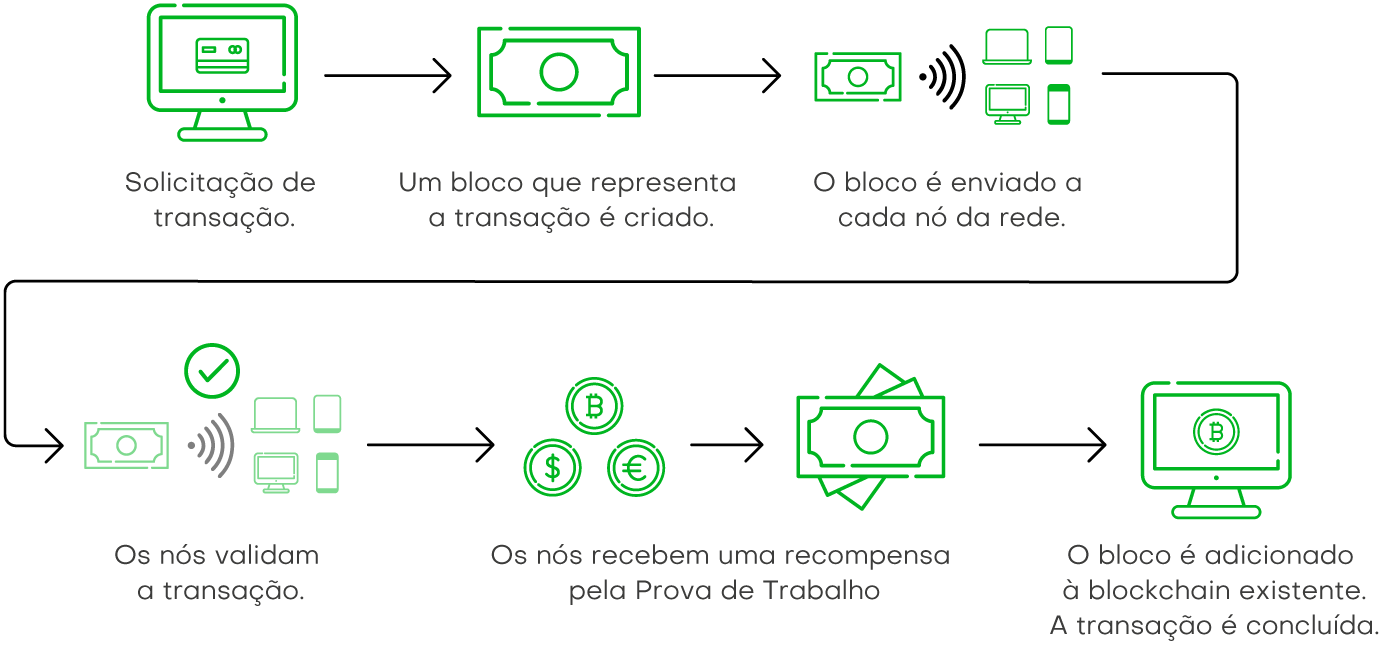 Solicitação de
transação.
Um bloco que representa
a transação é criado.
O bloco é enviado a
cada nó da rede.
Os nós validam
a transação.
Os nós recebem uma recompensa
pela Prova de Trabalho
O bloco é adicionado
à blockchain existente.
A transação é concluída.